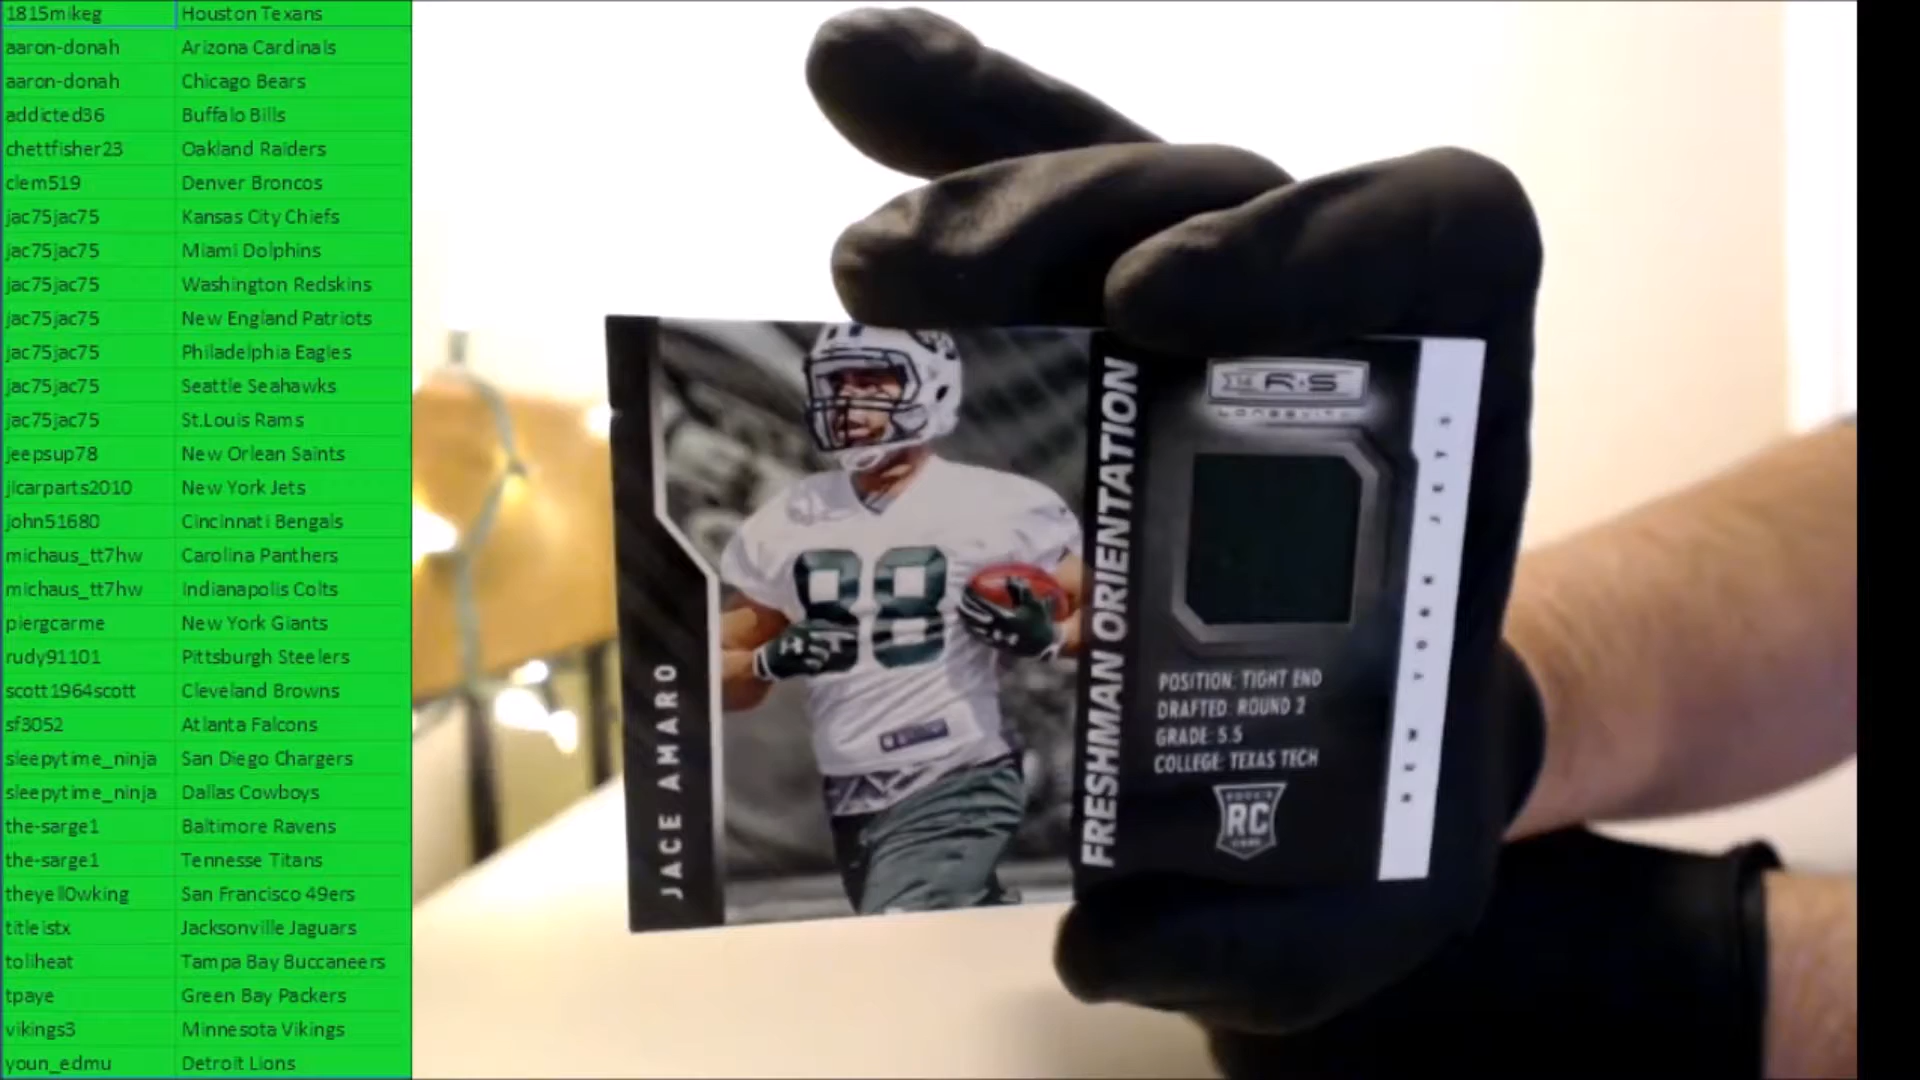 1815mikeg Houston Texans
aaron-donah Arizona Cardinals
aaron-donah Chicago Bears
addicted36 Buffalo Bills
chettfisher23 Oakland Raiders
clem519 Denver Broncos
jac75jac75 Kansas City Chiefs
jac75jac75 Miami Dolphins
jac75jac75 Washington Redskins
jac75jac75 New England Patriots
jac75jac75 Philadelphia Eagles
jac75jac75 Seattle Seahawks
jac75jac75 St.Louis Rams
jeepsup78 New Orlean Saints
jlcarparts2010 New York Jets
john51680 Cincinnati Bengals
michaus_tt7hw Carolina Panthers
michaus_tt7hw Indianapolis Colts
piergcarme New York Giants
rudy91101 Pittsburgh Steelers
scott1964scott Cleveland Browns
sf3052 Atlanta Falcons
sleepytime_ninja San Diego Chargers
sleepytime_ninja Dallas Cowboys
the-sarge1 Baltimore Ravens
the-sarge1 Tennesse Titans
theyell0wking San Francisco 49ers
titleistx Jacksonville Jaguars
toliheat Tampa Bay Buccaneers
tpaye Green Bay Packers
vikings3 Minnesota Vikings
youn_edmu Detroit Lions
JACE AMARO
88
FRESHMAN ORIENTATION
R·S
LONGEVITY
POSITION: TIGHT END
DRAFTED: ROUND 2
GRADE: 5.5
COLLEGE: TEXAS TECH
RC